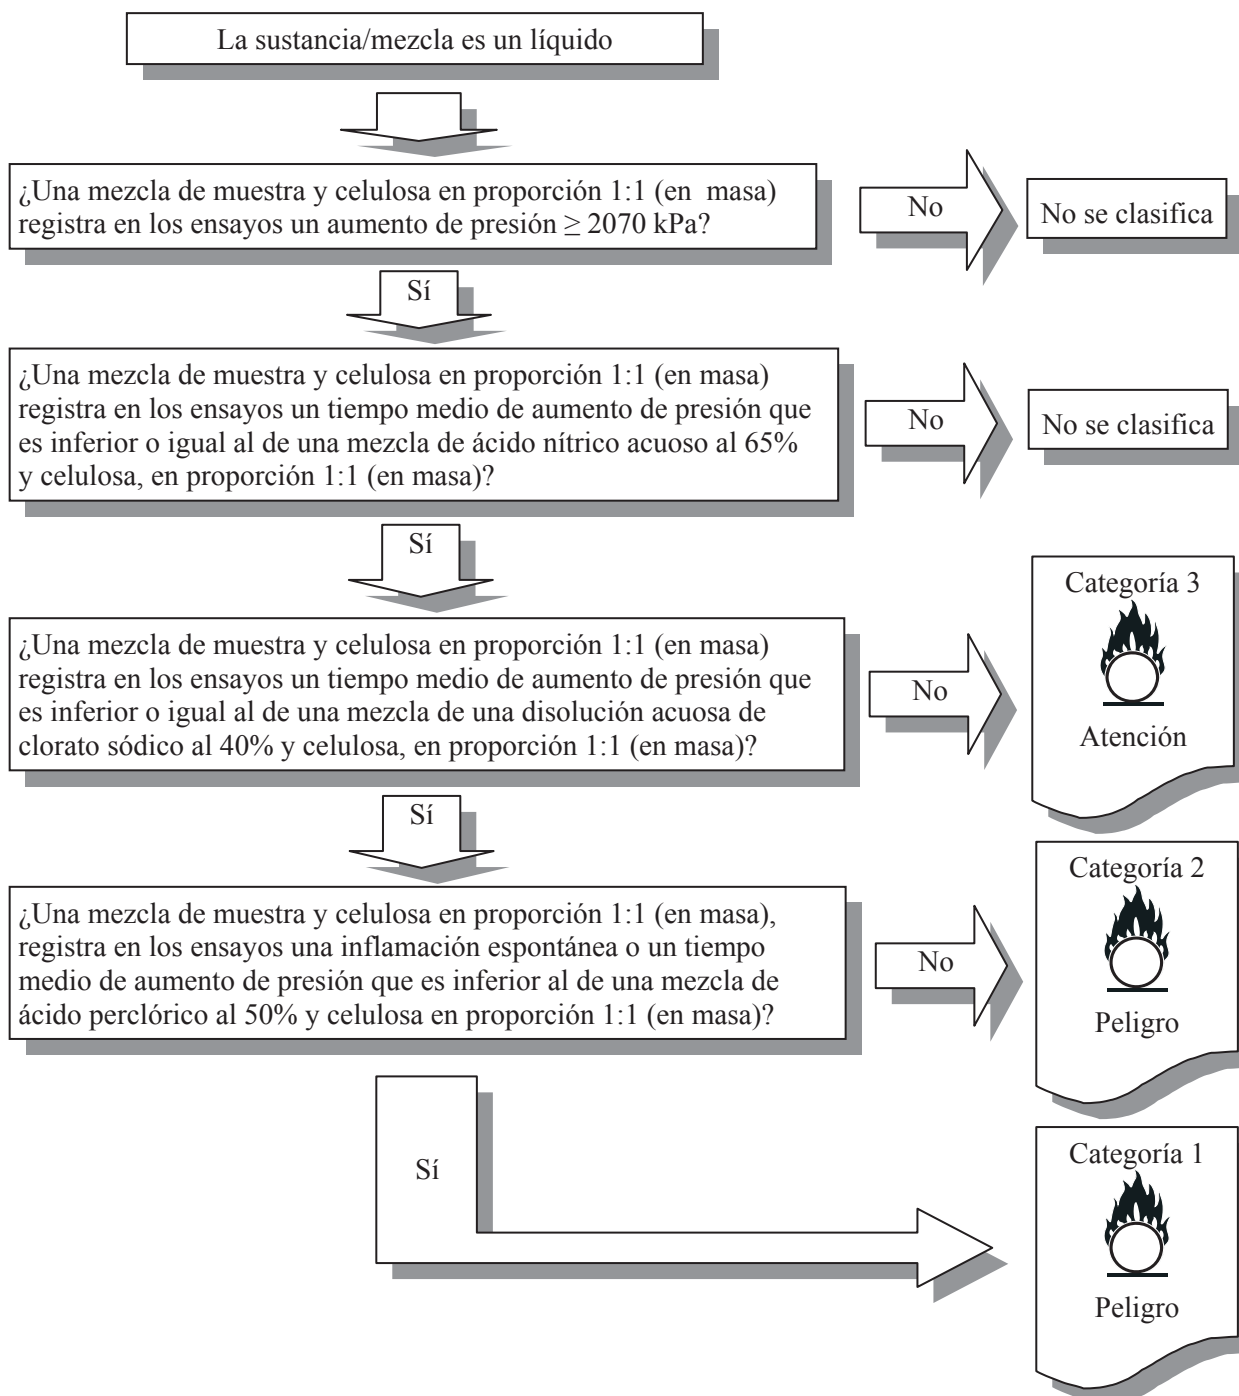 La sustancia/mezcla es un líquido
¿Una mezcla de muestra y celulosa en proporción 1:1 (en masa)
registra en los ensayos un aumento de presión ≥ 2070 kPa?
No
No se clasifica
Sí
¿Una mezcla de muestra y celulosa en proporción 1:1 (en masa)
registra en los ensayos un tiempo medio de aumento de presión que
es inferior o igual al de una mezcla de ácido nítrico acuoso al 65%
y celulosa, en proporción 1:1 (en masa)?
No
No se clasifica
Sí
¿Una mezcla de muestra y celulosa en proporción 1:1 (en masa)
registra en los ensayos un tiempo medio de aumento de presión que
es inferior o igual al de una mezcla de una disolución acuosa de
clorato sódico al 40% y celulosa, en proporción 1:1 (en masa)?
No
Categoría 3
Atención
Sí
¿Una mezcla de muestra y celulosa en proporción 1:1 (en masa),
registra en los ensayos una inflamación espontánea o un tiempo
medio de aumento de presión que es inferior al de una mezcla de
ácido perclórico al 50% y celulosa en proporción 1:1 (en masa)?
No
Categoría 2
Peligro
Sí
Categoría 1
Peligro